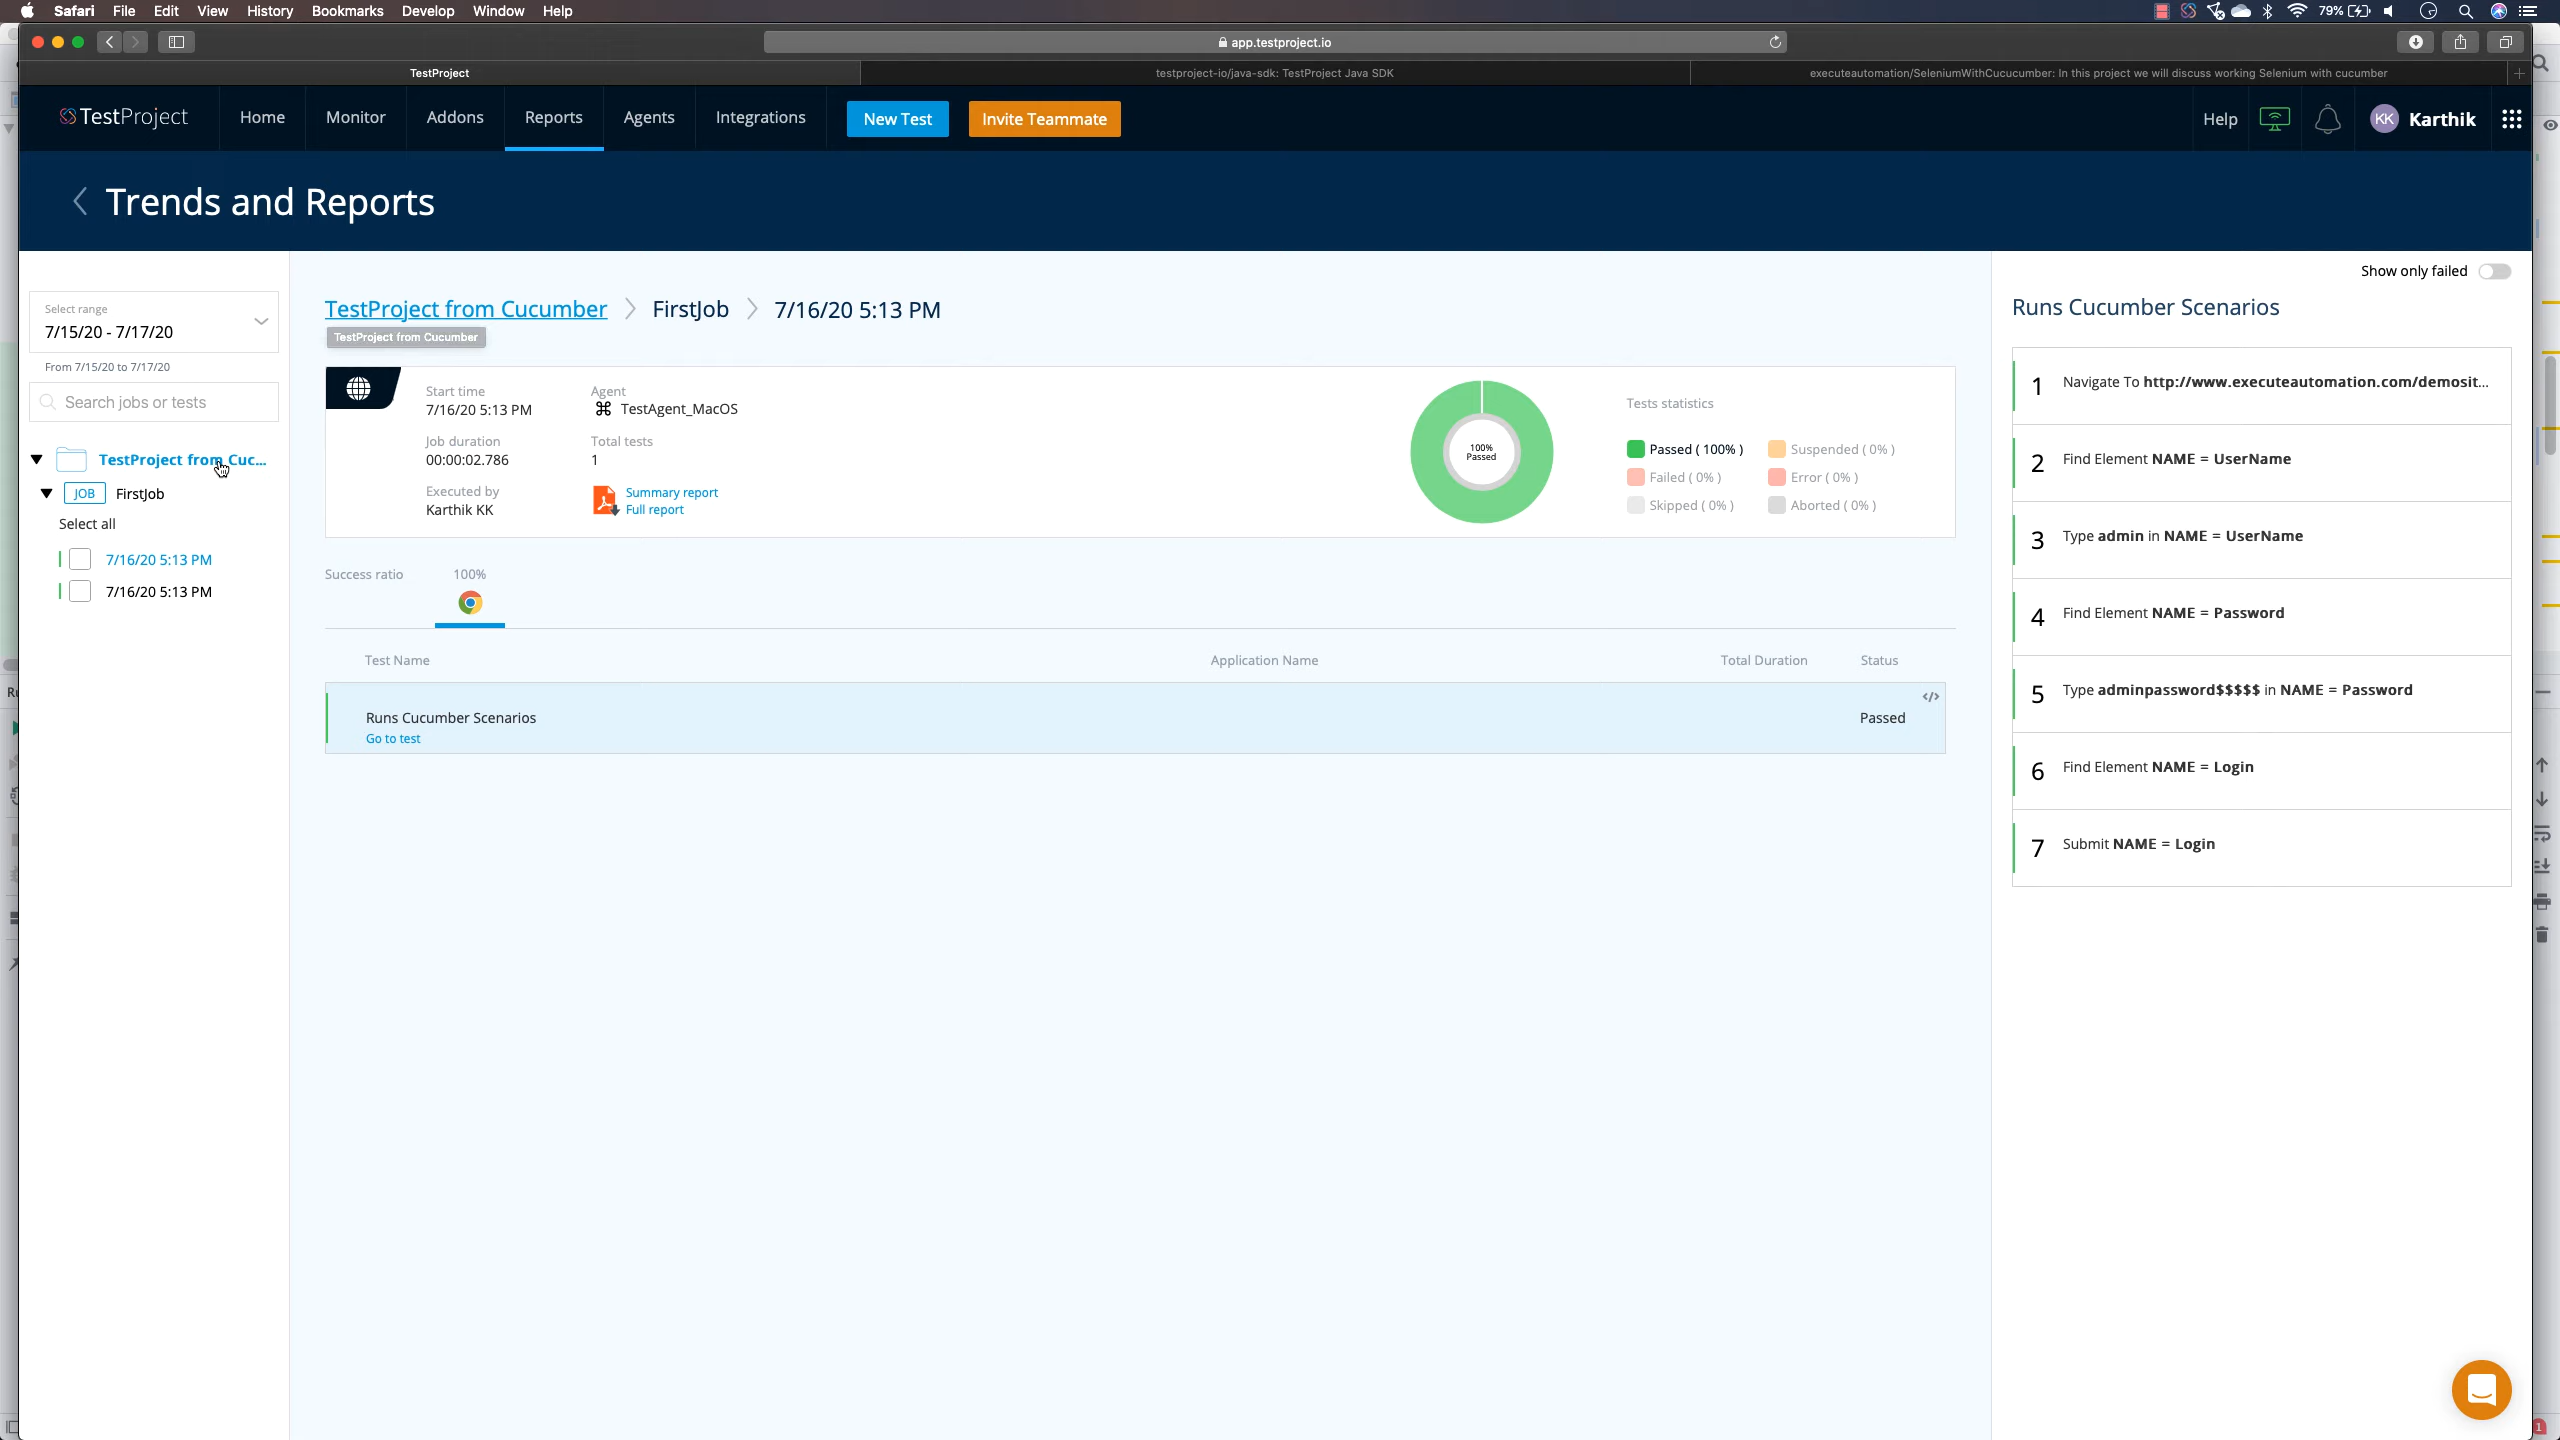 Safari File Edit View History Bookmarks Develop Window Help
79%
app.testproject.io
TestProject
testproject-io/java-sdk: TestProject Java SDK
executeautomation/SeleniumWithCucucumber: In this project we will discuss working Selenium with cucumber
TestProject Home Monitor Addons Reports Agents Integrations New Test Invite Teammate Help KK Karthik
Trends and Reports
Select range
7/15/20 - 7/17/20
From 7/15/20 to 7/17/20
Search jobs or tests
TestProject from Cuc...
JOB FirstJob
Select all
7/16/20 5:13 PM
7/16/20 5:13 PM
TestProject from Cucumber FirstJob 7/16/20 5:13 PM
TestProject from Cucumber
Start time
7/16/20 5:13 PM
Job duration
00:00:02.786
Executed by
Karthik KK
Agent
TestAgent_MacOS
Total tests
1
Summary report
Full report
100%
Passed
Tests statistics
Passed ( 100% ) Suspended ( 0% )
Failed ( 0% ) Error ( 0% )
Skipped ( 0% ) Aborted ( 0% )
Success ratio 100%
Test Name Application Name Total Duration Status
</>
Runs Cucumber Scenarios Passed
Go to test
Show only failed
Runs Cucumber Scenarios
1 Navigate To http://www.executeautomation.com/demosit...
2 Find Element NAME = UserName
3 Type admin in NAME = UserName
4 Find Element NAME = Password
5 Type adminpassword$$$$$ in NAME = Password
6 Find Element NAME = Login
7 Submit NAME = Login
Ru
1